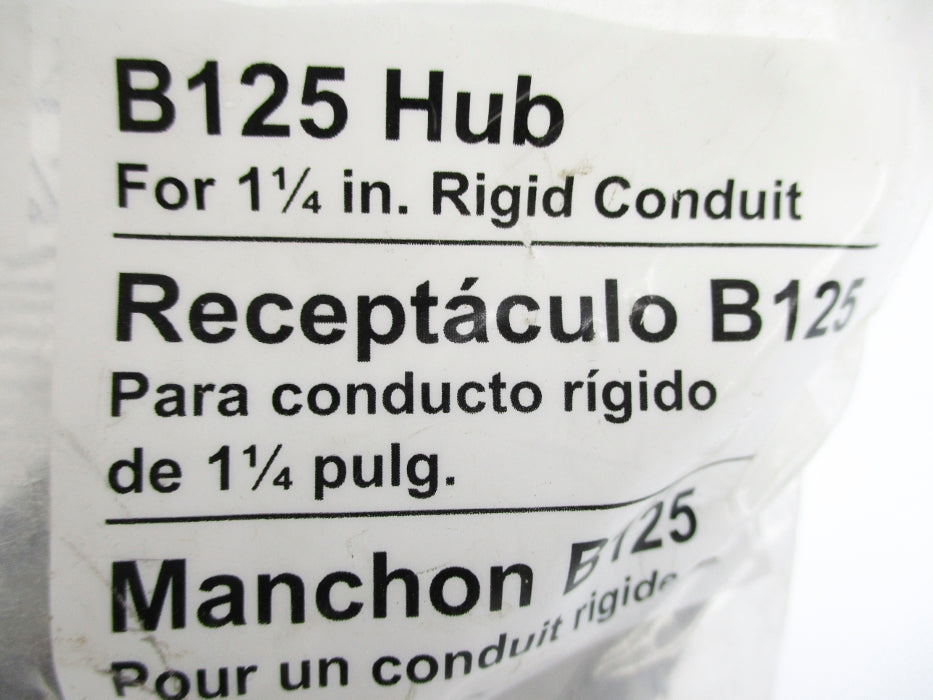 B125 Hub
For 1¼ in. Rigid Conduit
Receptáculo B125
Para conducto rígido
de 1¼ pulg.
Manchon B125
Pour un conduit rigide